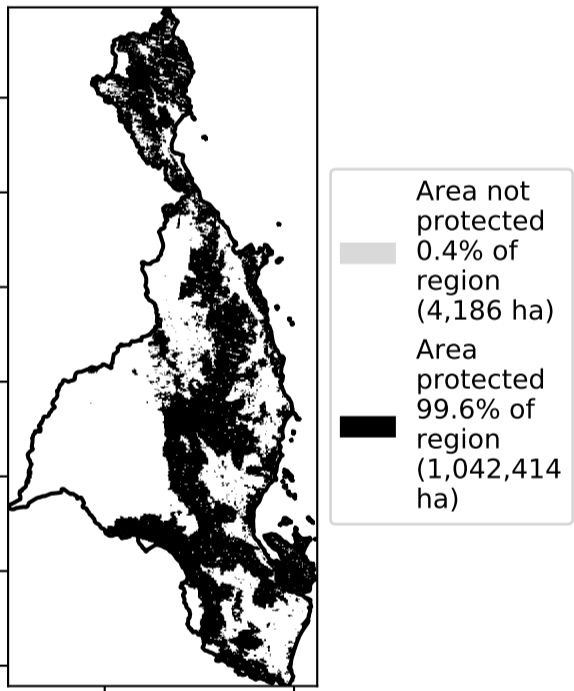 Area not
protected
0.4% of
region
(4,186 ha)
Area
protected
99.6% of
region
(1,042,414
ha)